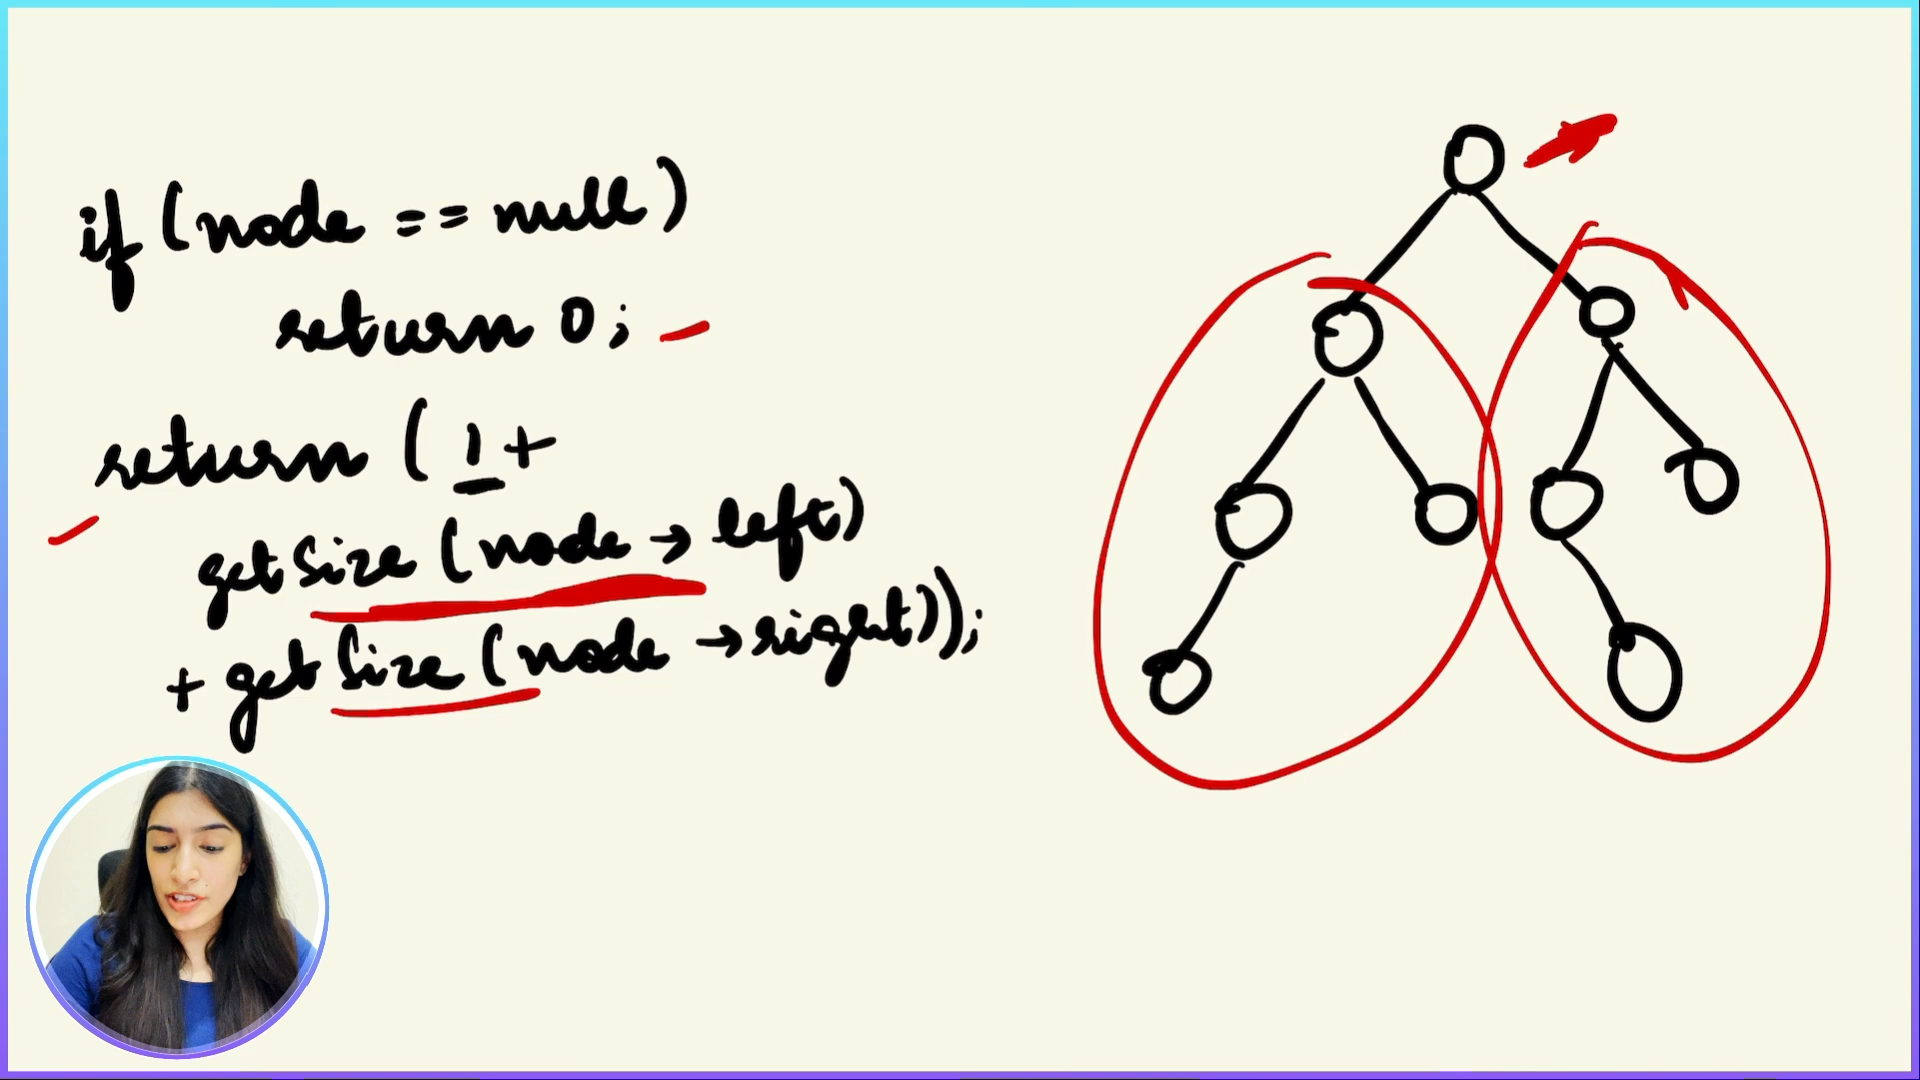 if (node == null)
return 0;
return (1+
getSize (node → left)
+ getSize (node → right));